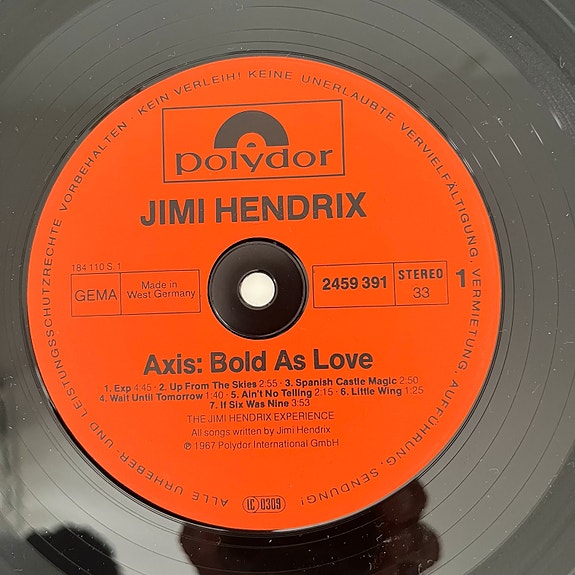 ALLE URHEBER- UND LEISTUNGSSCHUTZRECHTE VORBEHALTEN · KEIN VERLEIH! KEINE UNERLAUBTE VERVIELFÄLTIGUNG, VERMIETUNG, AUFFÜHRUNG, SENDUNG!
polydor
JIMI HENDRIX
184 110 S. 1
GEMA Made in
West Germany
2459 391 STEREO
33
1
Axis: Bold As Love
1. Exp 4:45 · 2. Up From The Skies 2:55 · 3. Spanish Castle Magic 2:50
4. Wait Until Tomorrow 1:40 · 5. Ain't No Telling 2:15 · 6. Little Wing 1:25
7. If Six Was Nine 3:53
THE JIMI HENDRIX EXPERIENCE
All songs written by Jimi Hendrix
℗ 1967 Polydor International GmbH
LC 0309